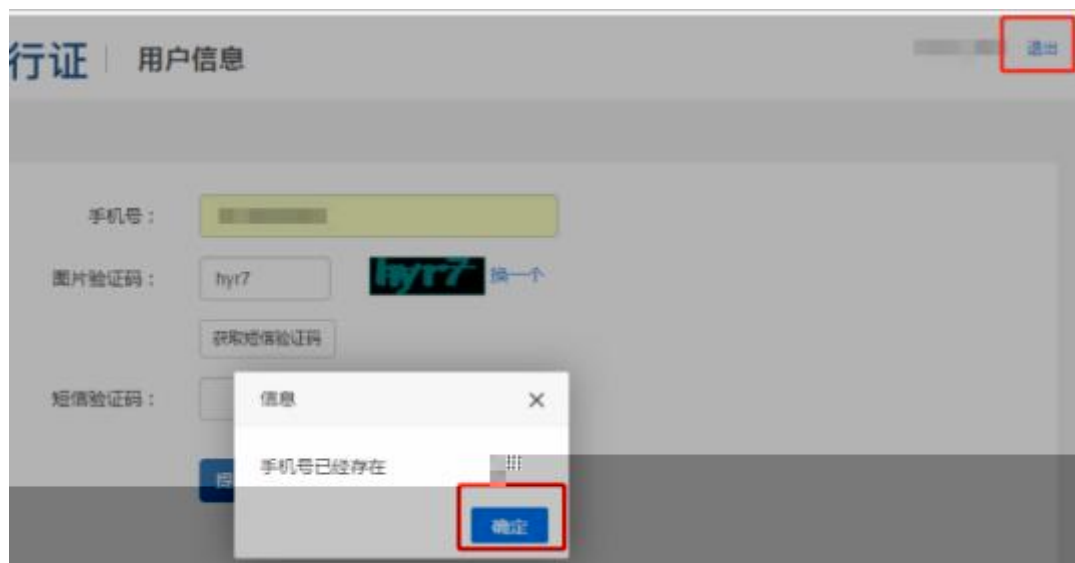 行证 用户信息 退出
手机号：
图片验证码： hyr7 hyr7 换一个
获取短信验证码
短信验证码：
信息
手机号已经存在
确定